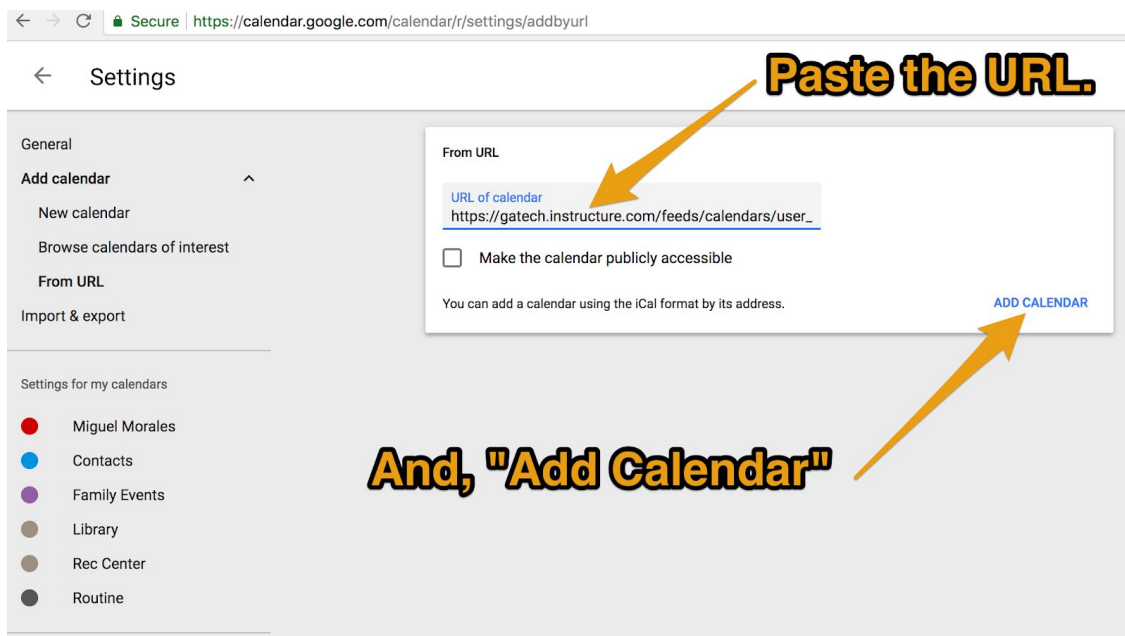 Secure https://calendar.google.com/calendar/r/settings/addbyurl
Settings
Paste the URL.
General
Add calendar
New calendar
Browse calendars of interest
From URL
Import & export
From URL
URL of calendar
https://gatech.instructure.com/feeds/calendars/user_
Make the calendar publicly accessible
You can add a calendar using the iCal format by its address.
ADD CALENDAR
Settings for my calendars
Miguel Morales
Contacts
Family Events
Library
Rec Center
Routine
And, "Add Calendar"